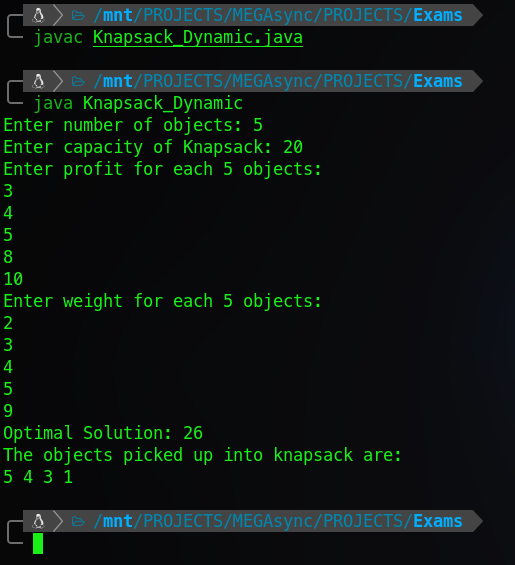 /mnt/PROJECTS/MEGAsync/PROJECTS/Exams
javac Knapsack_Dynamic.java
/mnt/PROJECTS/MEGAsync/PROJECTS/Exams
java Knapsack_Dynamic
Enter number of objects: 5
Enter capacity of Knapsack: 20
Enter profit for each 5 objects:
3
4
5
8
10
Enter weight for each 5 objects:
2
3
4
5
9
Optimal Solution: 26
The objects picked up into knapsack are:
5 4 3 1
/mnt/PROJECTS/MEGAsync/PROJECTS/Exams